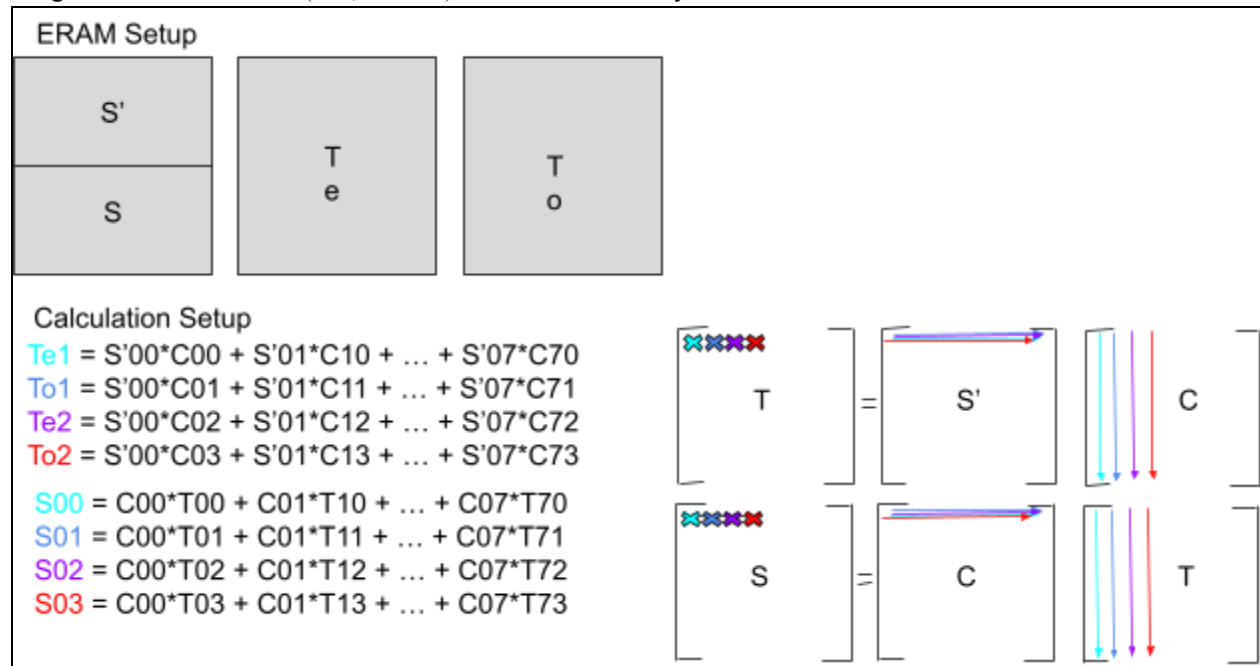 ERAM Setup
S'
S
T
e
T
o
Calculation Setup
Te1 = S'00*C00 + S'01*C10 + ... + S'07*C70
To1 = S'00*C01 + S'01*C11 + ... + S'07*C71
Te2 = S'00*C02 + S'01*C12 + ... + S'07*C72
To2 = S'00*C03 + S'01*C13 + ... + S'07*C73
T = S' C
S00 = C00*T00 + C01*T10 + ... + C07*T70
S01 = C00*T01 + C01*T11 + ... + C07*T71
S02 = C00*T02 + C01*T12 + ... + C07*T72
S03 = C00*T03 + C01*T13 + ... + C07*T73
S = C T